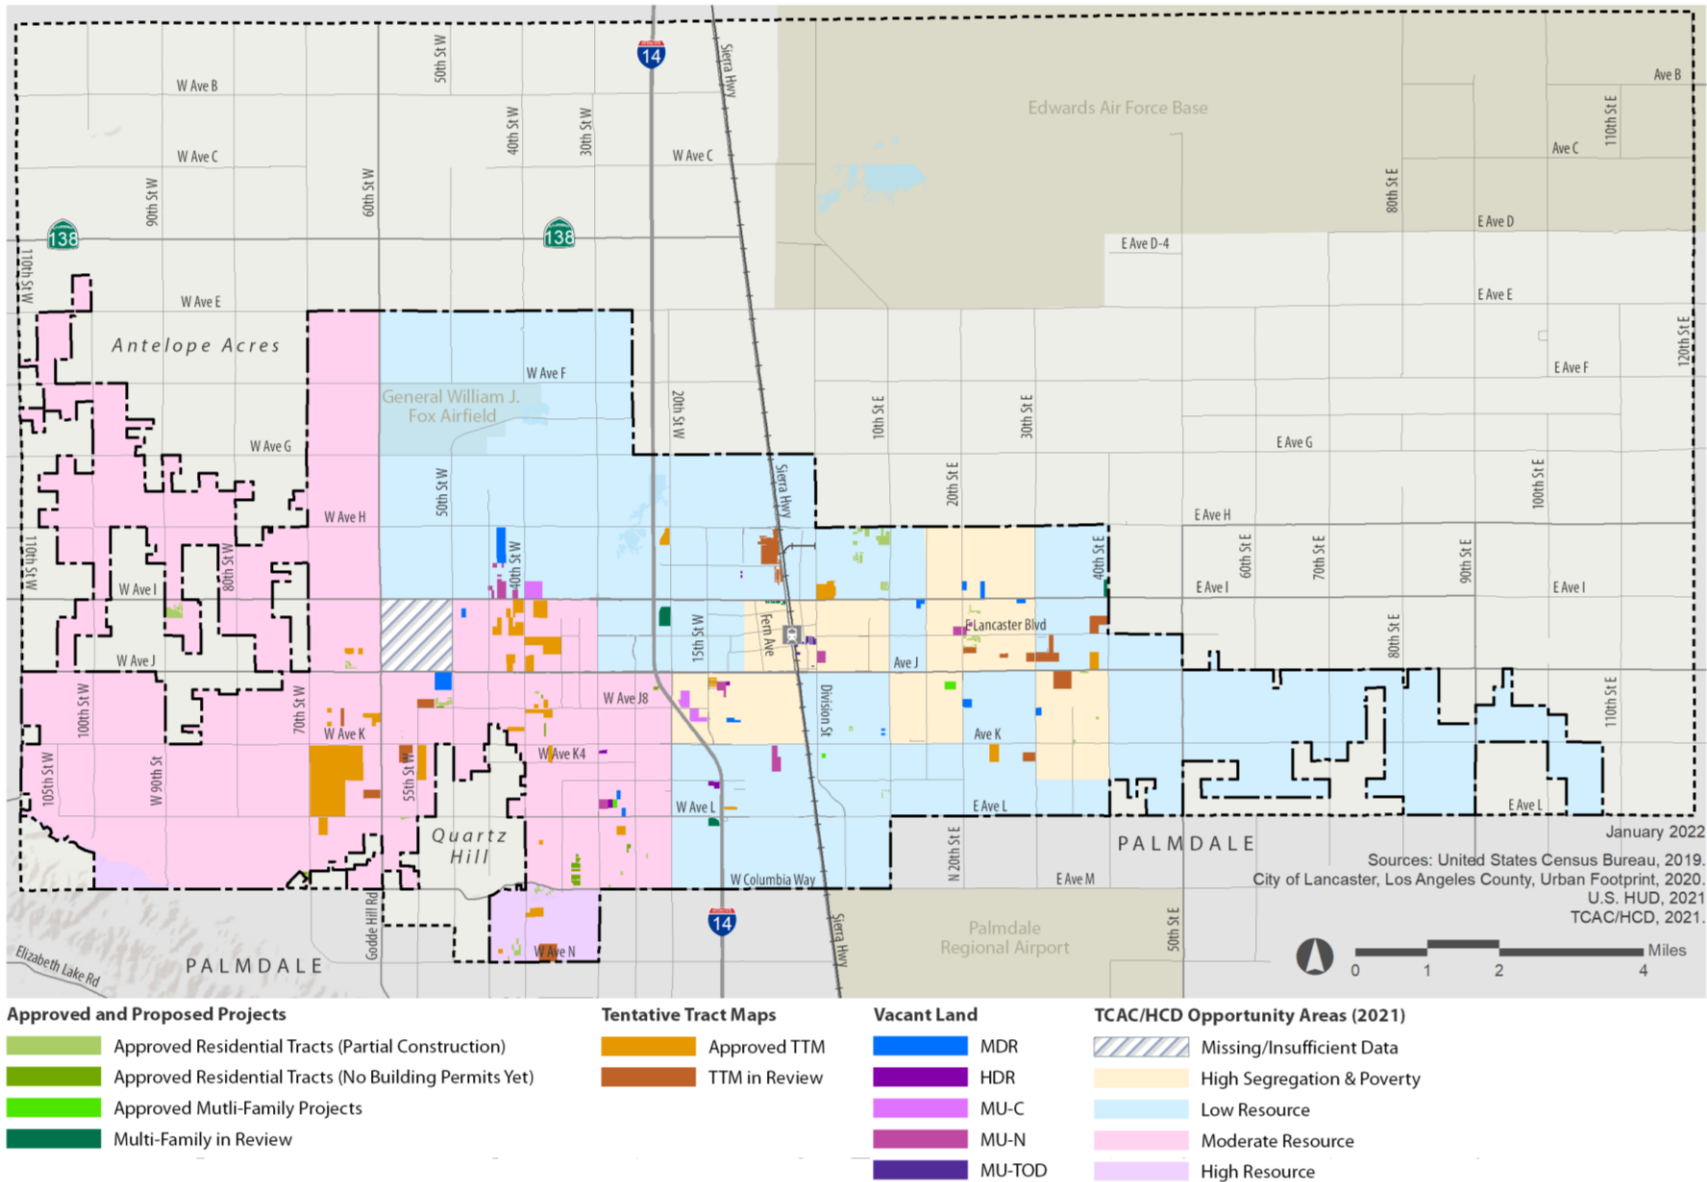 14
Sierra Hwy
50th St W
W Ave B
Ave B
Edwards Air Force Base
40th St W
30th St W
110th St E
W Ave C
W Ave C
Ave C
90th St W
60th St W
80th St E
138
138
E Ave D
E Ave D-4
110th St W
W Ave E
E Ave E
Antelope Acres
120th St E
W Ave F
E Ave F
General William J.
Fox Airfield
20th St W
10th St E
30th St E
W Ave G
E Ave G
50th St W
Sierra Hwy
20th St E
100th St E
W Ave H
E Ave H
110th St W
80th St W
40th St W
40th St E
60th St E
70th St E
90th St E
W Ave I
E Ave I
E Ave I
15th St W
Fern Ave
E Lancaster Blvd
80th St E
W Ave J
Ave J
100th St W
70th St W
W Ave J8
Division St
110th St E
W Ave K
Ave K
W Ave K4
105th St W
W 90th St
55th St W
W Ave L
E Ave L
E Ave L
Quartz
Hill
N 20th St E
PALMDALE
W Columbia Way
E Ave M
January 2022
Sources: United States Census Bureau, 2019.
City of Lancaster, Los Angeles County, Urban Footprint, 2020.
U.S. HUD, 2021
TCAC/HCD, 2021.
Godde Hill Rd
14
Sierra Hwy
Palmdale
Regional Airport
50th St E
W Ave N
Elizabeth Lake Rd
PALMDALE
Miles
0 1 2 4
Approved and Proposed Projects
Approved Residential Tracts (Partial Construction)
Approved Residential Tracts (No Building Permits Yet)
Approved Mutli-Family Projects
Multi-Family in Review
Tentative Tract Maps
Approved TTM
TTM in Review
Vacant Land
MDR
HDR
MU-C
MU-N
MU-TOD
TCAC/HCD Opportunity Areas (2021)
Missing/Insufficient Data
High Segregation & Poverty
Low Resource
Moderate Resource
High Resource